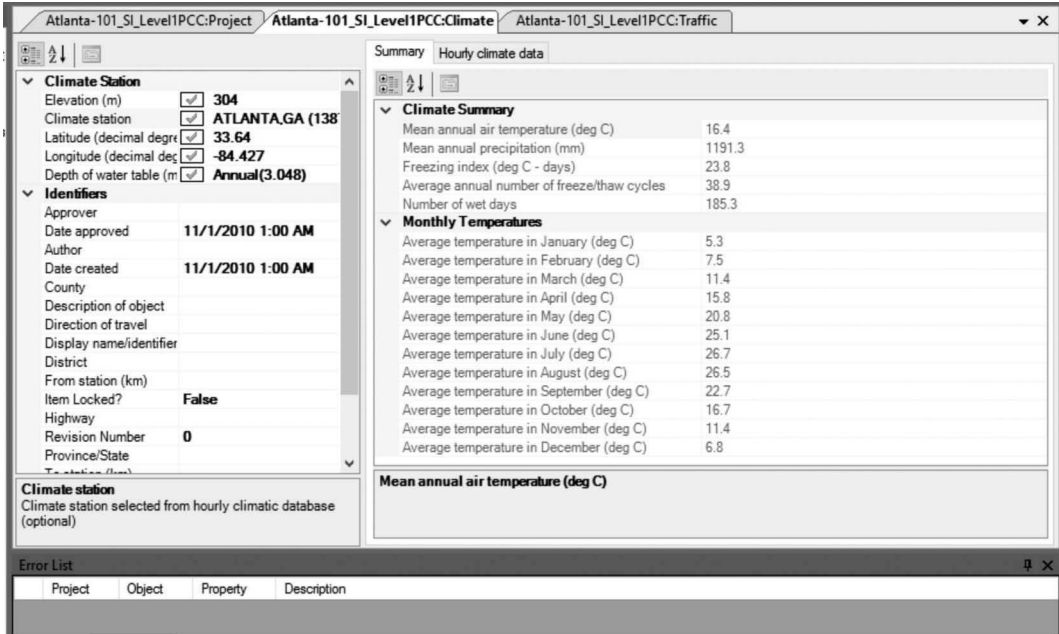 Atlanta-101_SI_Level1PCC:Project Atlanta-101_SI_Level1PCC:Climate Atlanta-101_SI_Level1PCC:Traffic
Climate Station
Elevation (m) 304
Climate station ATLANTA,GA (138
Latitude (decimal degre 33.64
Longitude (decimal dec -84.427
Depth of water table (m Annual(3.048)
Identifiers
Approver
Date approved 11/1/2010 1:00 AM
Author
Date created 11/1/2010 1:00 AM
County
Description of object
Direction of travel
Display name/identifier
District
From station (km)
Item Locked? False
Highway
Revision Number 0
Province/State
To station (km)
Climate station
Climate station selected from hourly climatic database
(optional)
Summary Hourly climate data
Climate Summary
Mean annual air temperature (deg C) 16.4
Mean annual precipitation (mm) 1191.3
Freezing index (deg C - days) 23.8
Average annual number of freeze/thaw cycles 38.9
Number of wet days 185.3
Monthly Temperatures
Average temperature in January (deg C) 5.3
Average temperature in February (deg C) 7.5
Average temperature in March (deg C) 11.4
Average temperature in April (deg C) 15.8
Average temperature in May (deg C) 20.8
Average temperature in June (deg C) 25.1
Average temperature in July (deg C) 26.7
Average temperature in August (deg C) 26.5
Average temperature in September (deg C) 22.7
Average temperature in October (deg C) 16.7
Average temperature in November (deg C) 11.4
Average temperature in December (deg C) 6.8
Mean annual air temperature (deg C)
Error List
Project Object Property Description